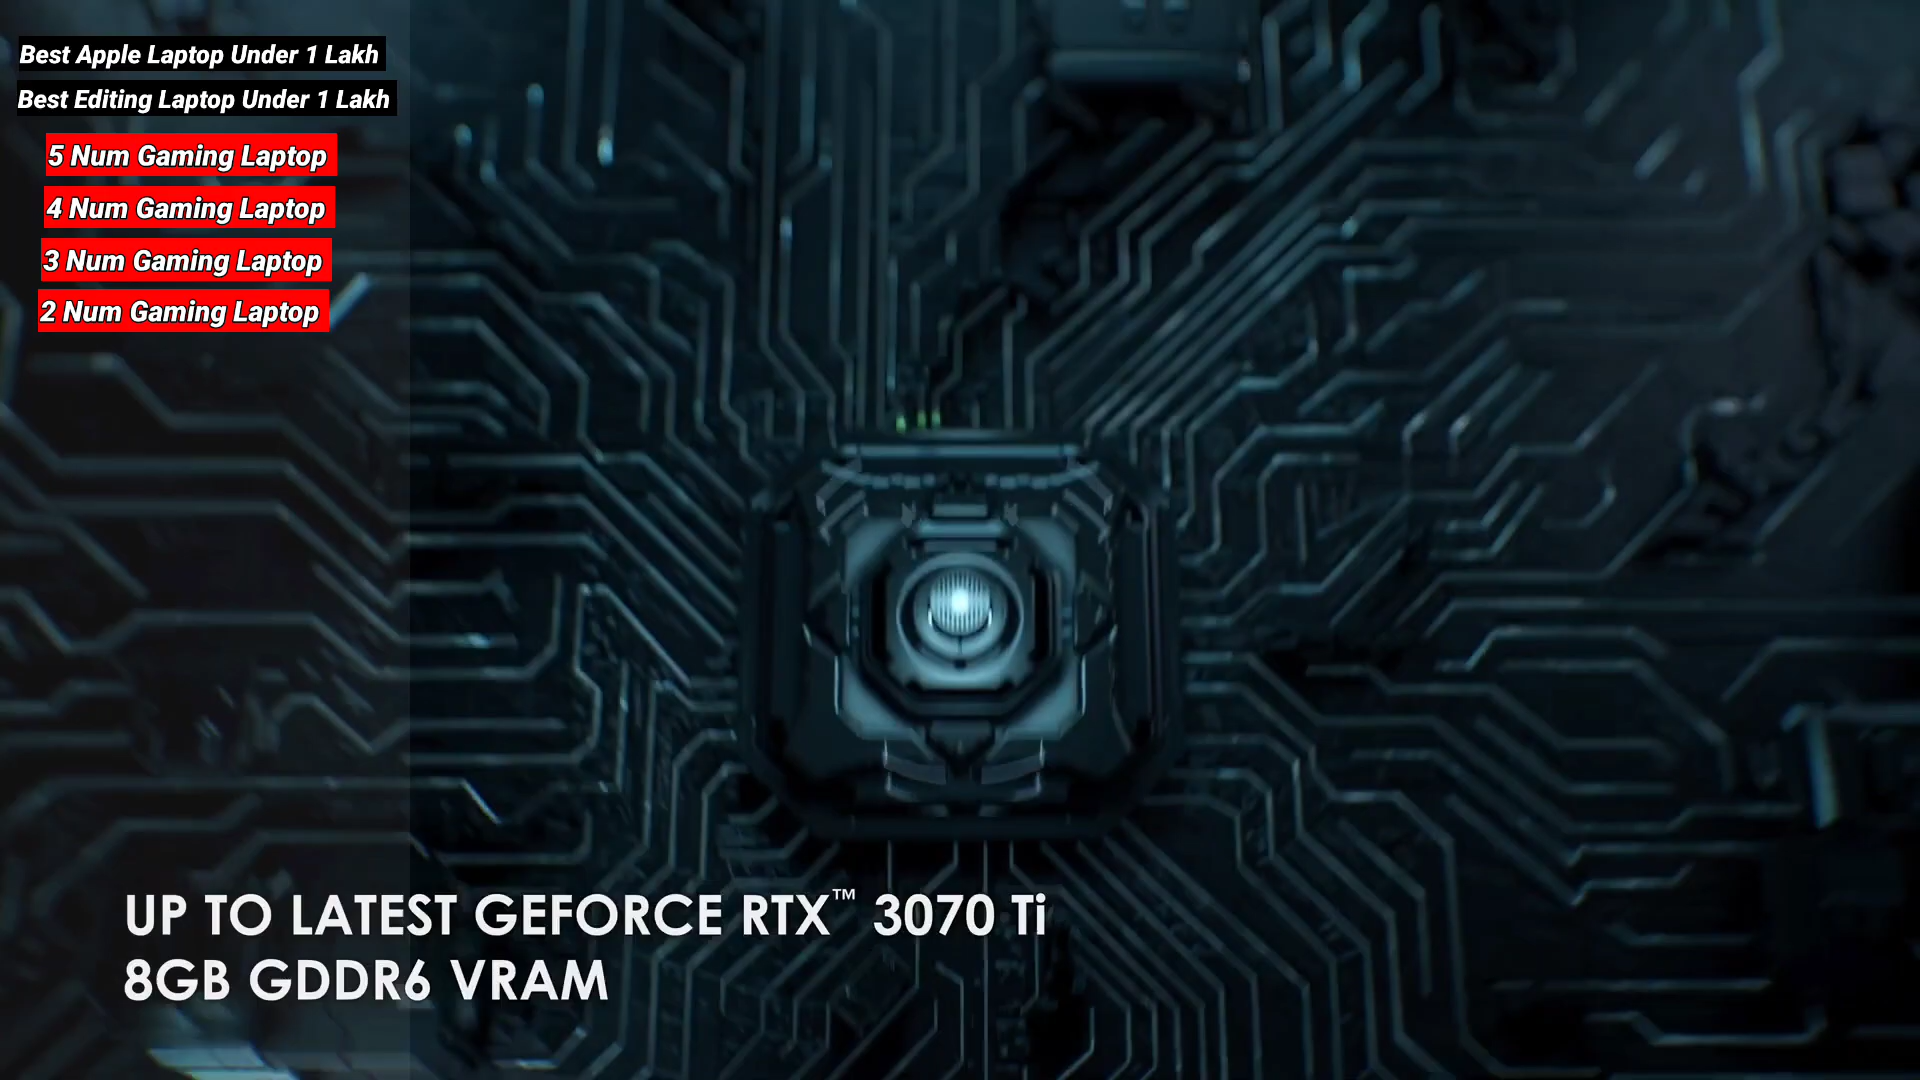 Best Apple Laptop Under 1 Lakh
Best Editing Laptop Under 1 Lakh
5 Num Gaming Laptop
4 Num Gaming Laptop
3 Num Gaming Laptop
2 Num Gaming Laptop
UP TO LATEST GEFORCE RTX™ 3070 Ti
8GB GDDR6 VRAM